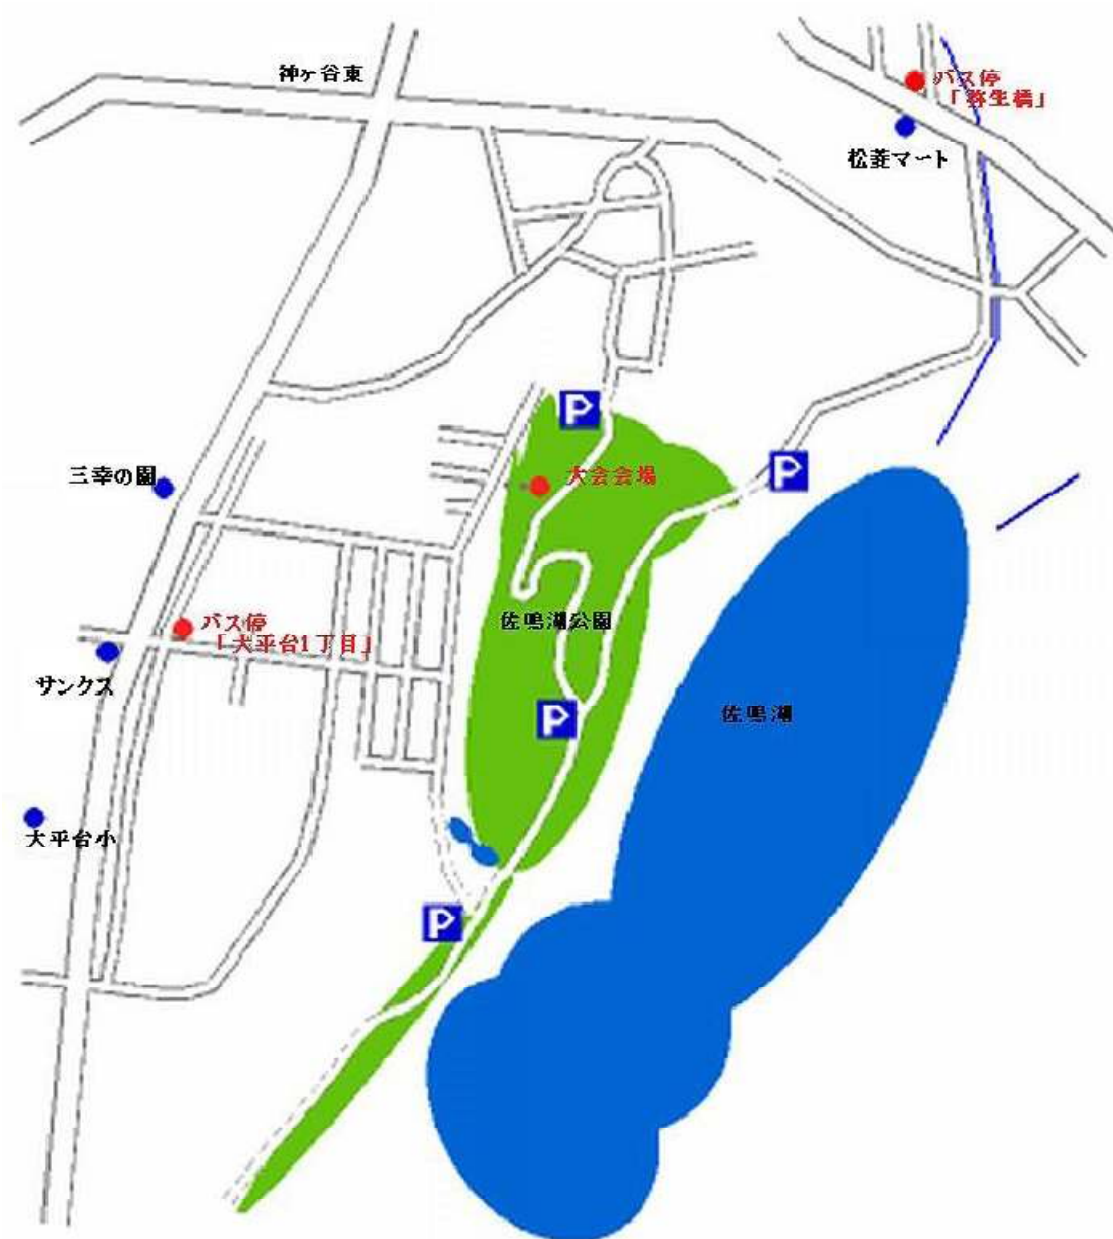 神ヶ谷東
バス停
「弥生橋」
松菱マート
P
大会会場
P
三幸の園
バス停
「大平台1丁目」
佐鳴湖公園
サンクス
P
佐鳴湖
大平台小
P